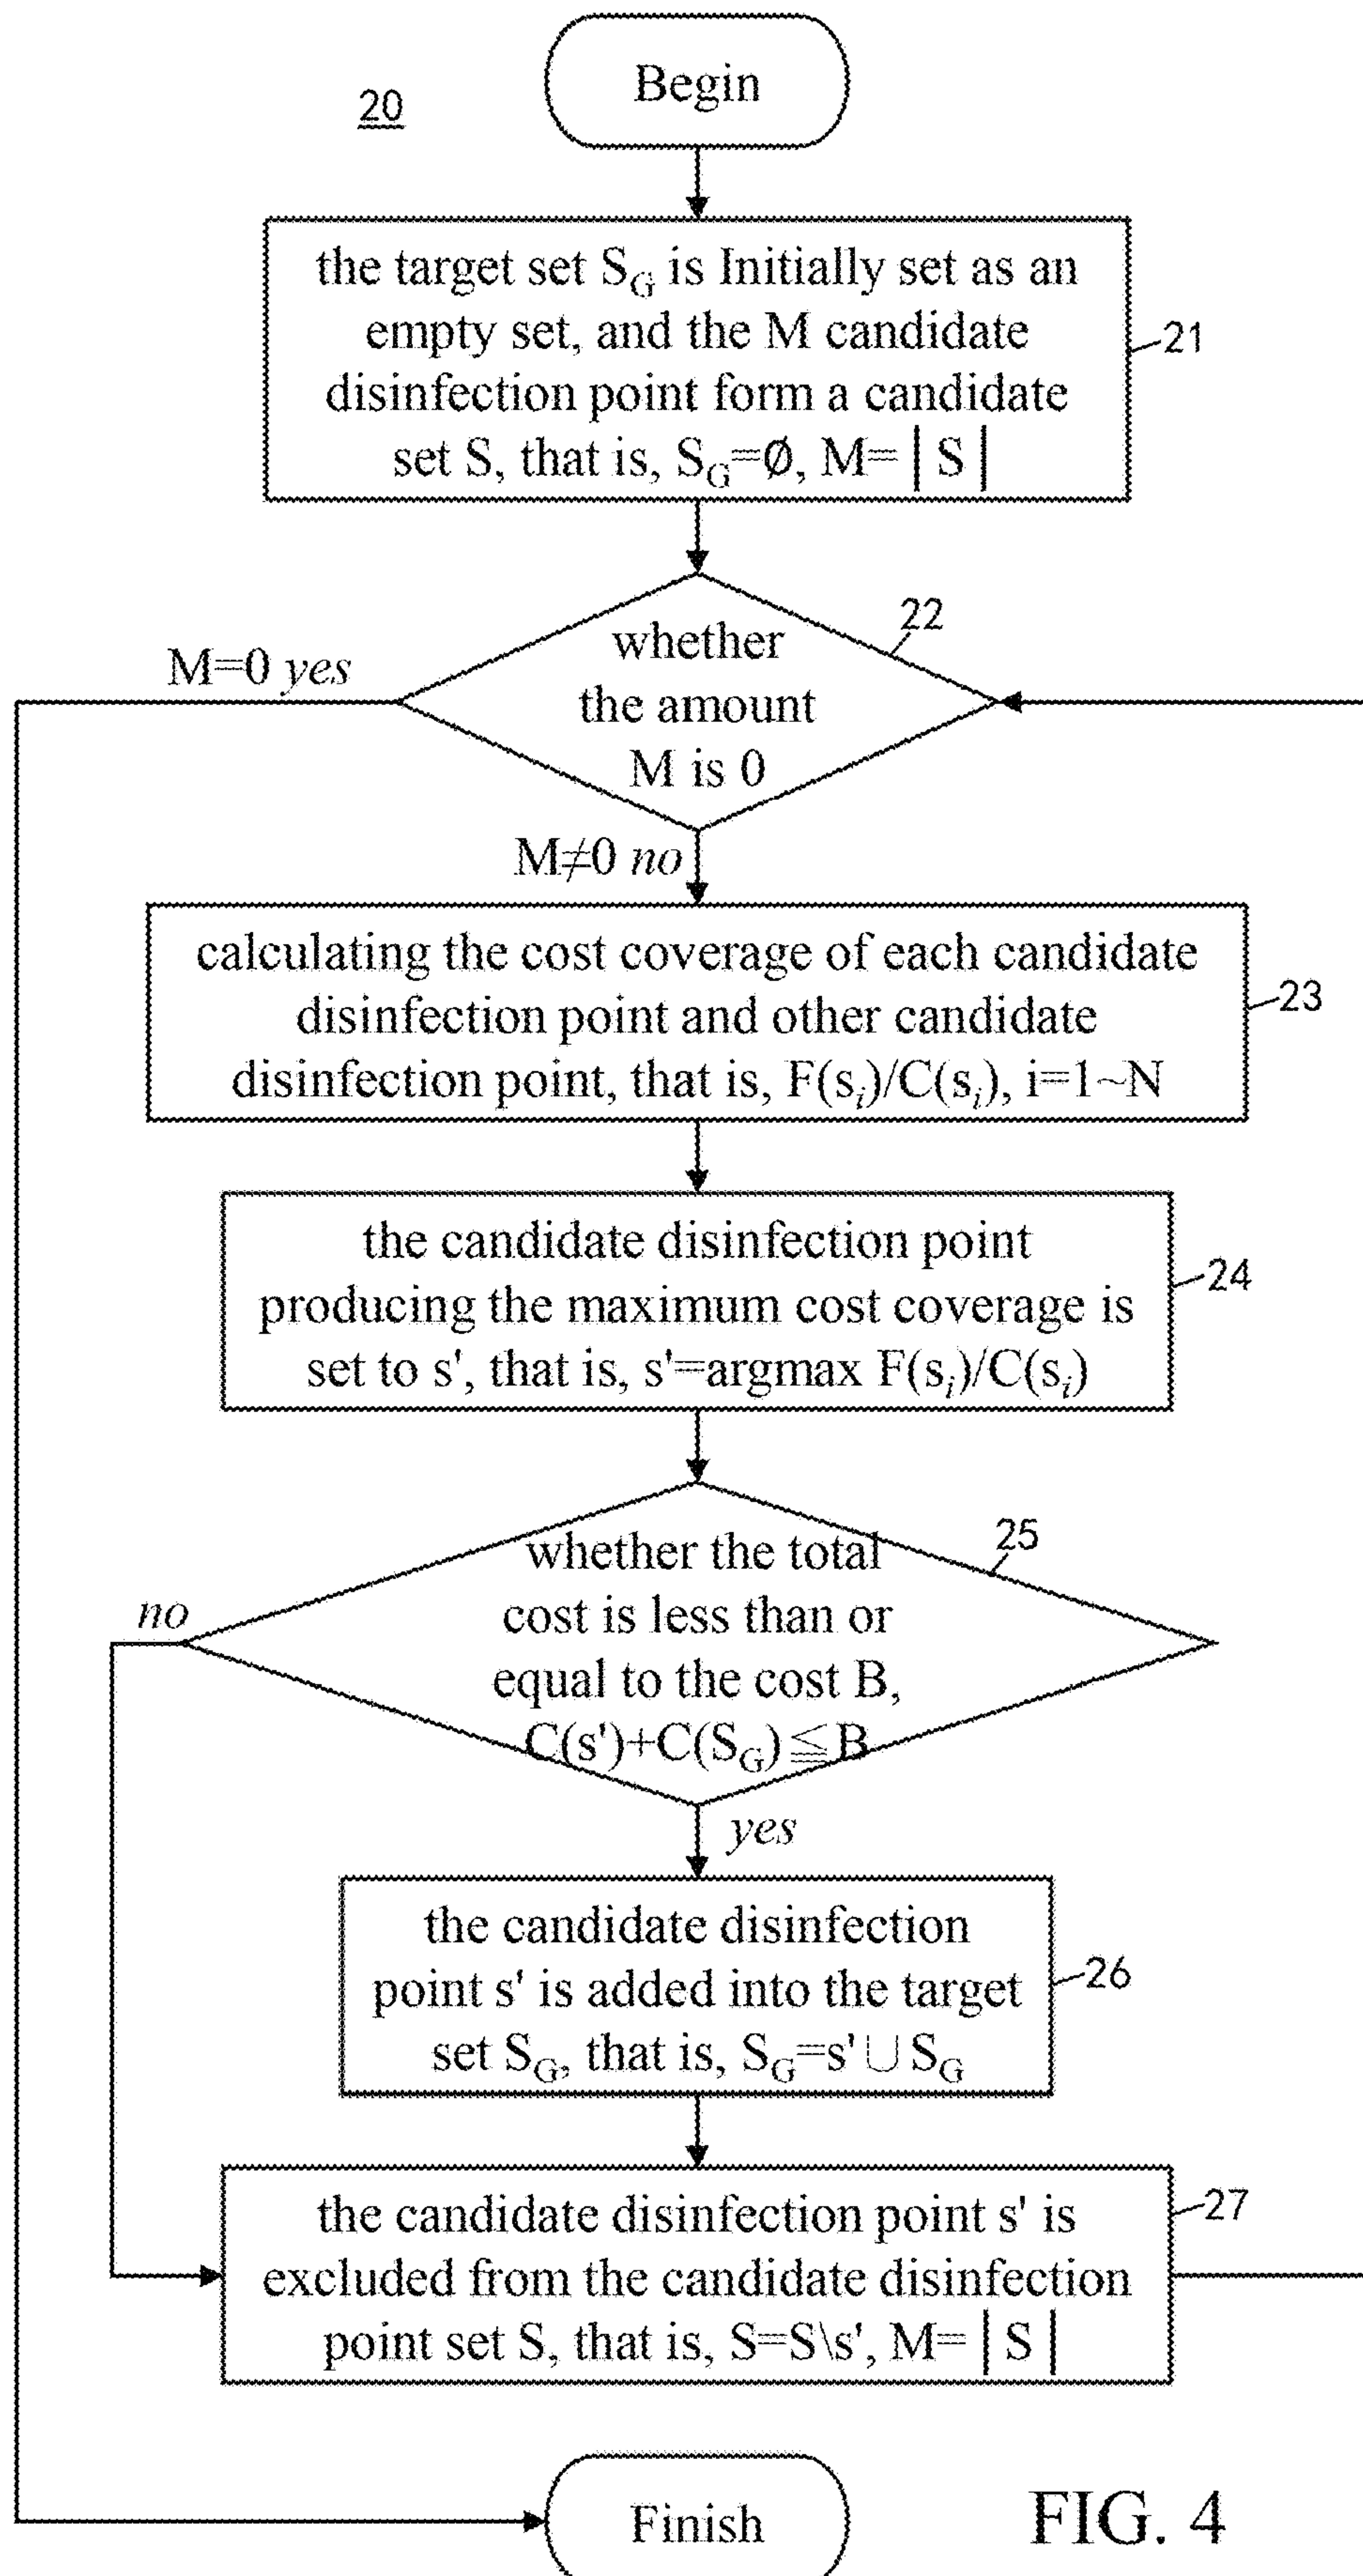 Begin
20
the target set S_G is Initially set as an
empty set, and the M candidate
disinfection point form a candidate
set S, that is, S_G=∅, M= | S |
21
22
whether
the amount
M is 0
M=0 yes
M≠0 no
calculating the cost coverage of each candidate
disinfection point and other candidate
disinfection point, that is, F(s_i)/C(s_i), i=1~N
23
the candidate disinfection point
producing the maximum cost coverage is
set to s', that is, s'=argmax F(s_i)/C(s_i)
24
25
whether the total
cost is less than or
equal to the cost B,
C(s')+C(S_G)≦B
no
yes
the candidate disinfection
point s' is added into the target
set S_G, that is, S_G=s'∪S_G
26
the candidate disinfection point s' is
excluded from the candidate disinfection
point set S, that is, S=S\s', M= | S |
27
Finish
FIG. 4